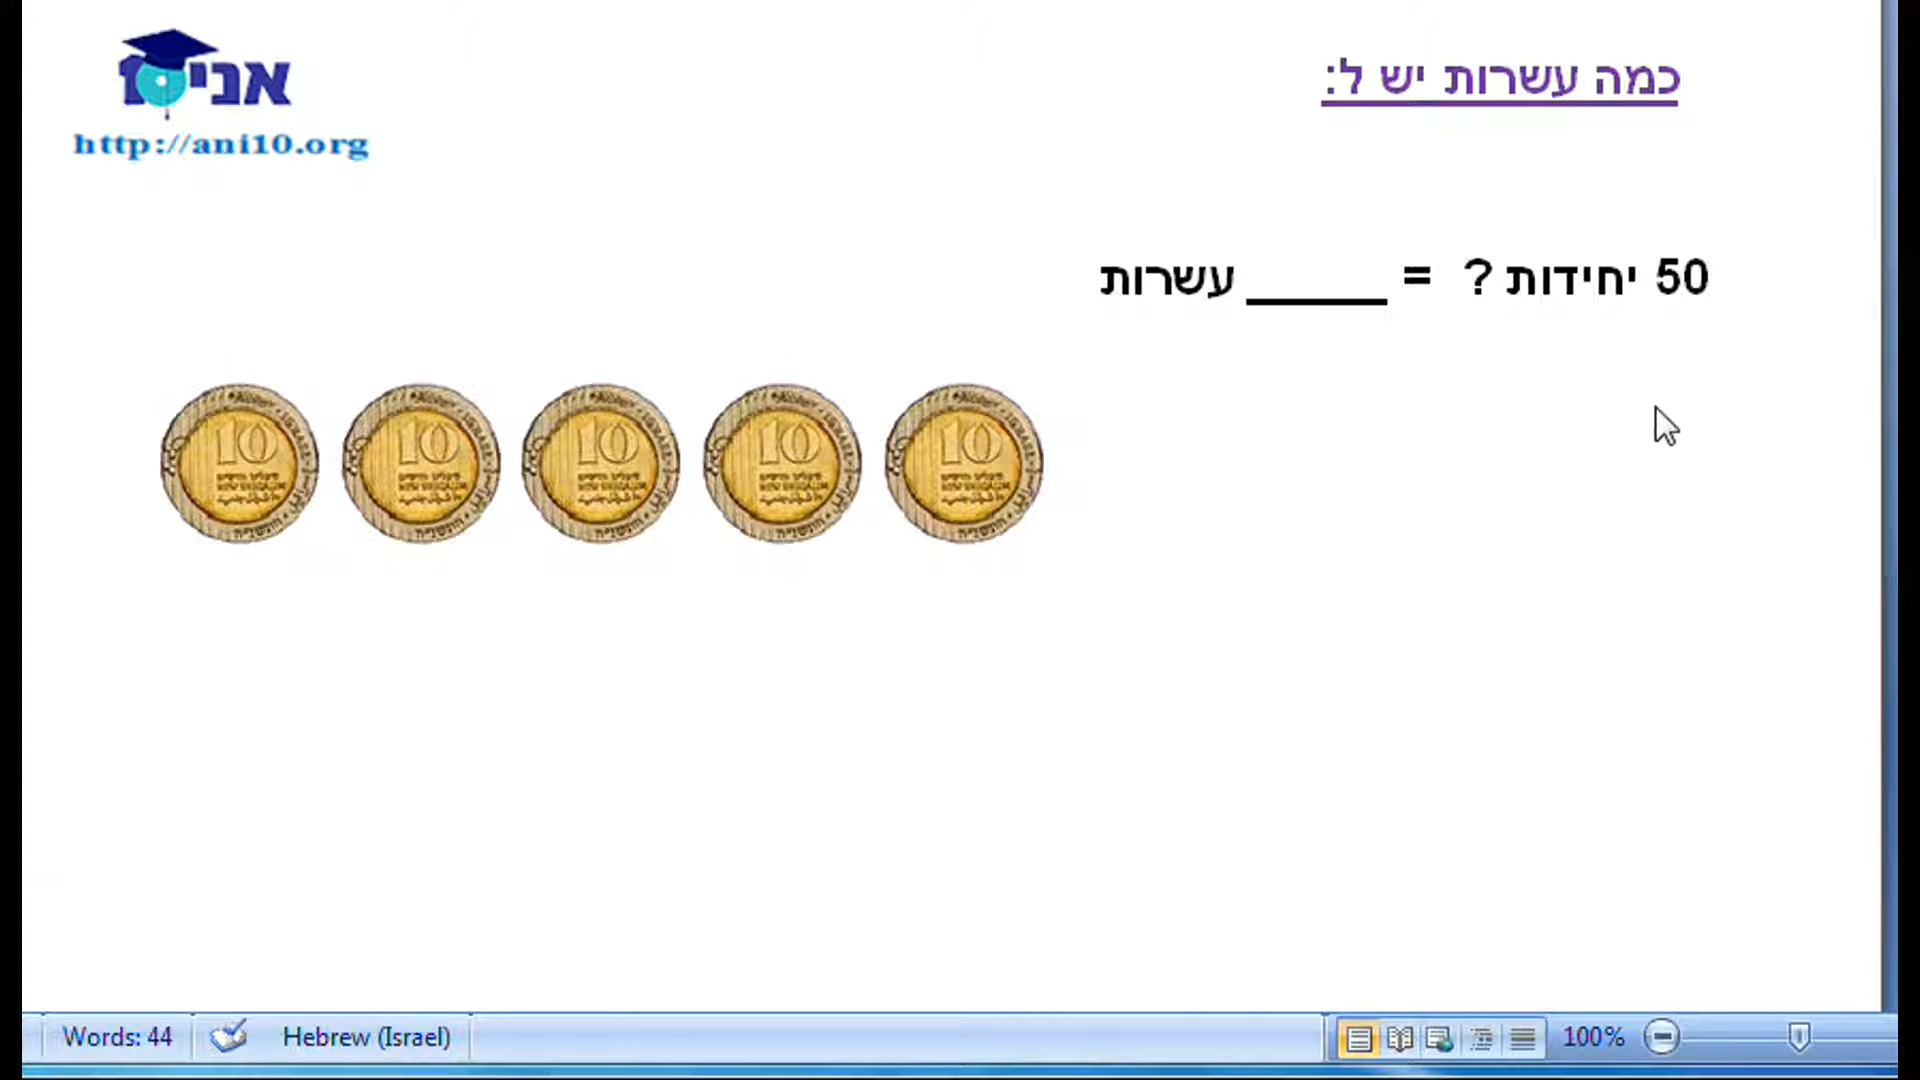 אני10
http://ani10.org
כמה עשרות יש ל:
50 יחידות ? = _____ עשרות
10
10
10
10
10
Words: 44
Hebrew (Israel)
100%